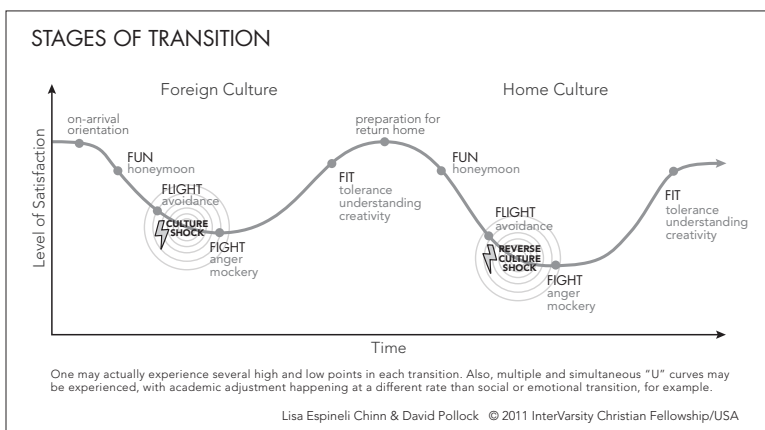 STAGES OF TRANSITION
Foreign Culture
Home Culture
on-arrival
orientation
FUN
honeymoon
FLIGHT
avoidance
CULTURE
SHOCK
FIGHT
anger
mockery
FIT
tolerance
understanding
creativity
preparation for
return home
FUN
honeymoon
FLIGHT
avoidance
REVERSE
CULTURE
SHOCK
FIGHT
anger
mockery
FIT
tolerance
understanding
creativity
Level of Satisfaction
Time
One may actually experience several high and low points in each transition. Also, multiple and simultaneous "U" curves may
be experienced, with academic adjustment happening at a different rate than social or emotional transition, for example.
Lisa Espineli Chinn & David Pollock © 2011 InterVarsity Christian Fellowship/USA